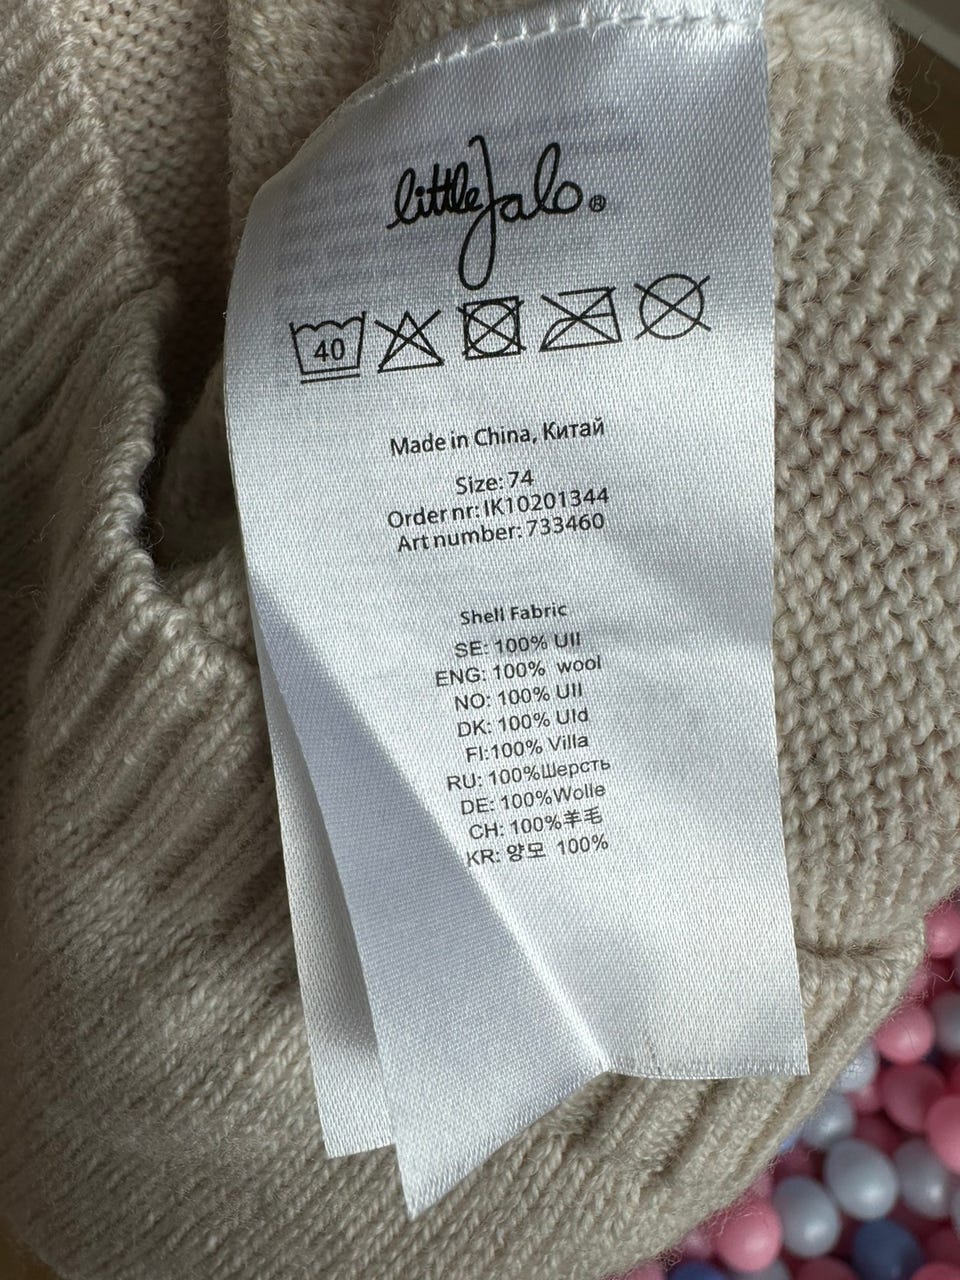 little Jalo®
40
Made in China, Китай
Size: 74
Order nr: IK10201344
Art number: 733460
Shell Fabric
SE: 100% Ull
ENG: 100% wool
NO: 100% Ull
DK: 100% Uld
FI:100% Villa
RU: 100%Шерсть
DE: 100%Wolle
CH: 100%羊毛
KR: 양모 100%